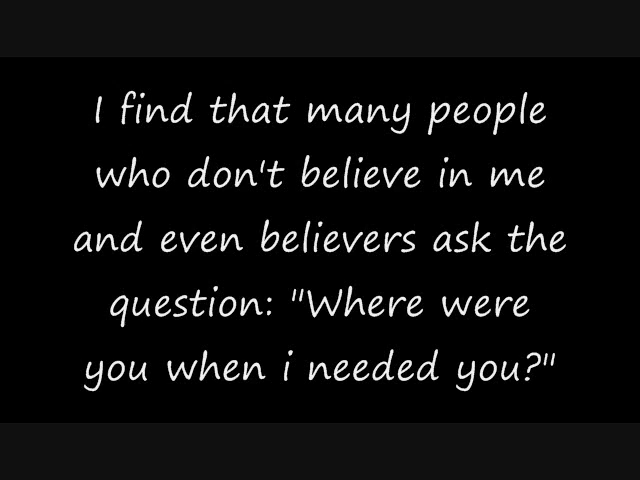 I find that many people
who don't believe in me
and even believers ask the
question: "Where were
you when i needed you?"